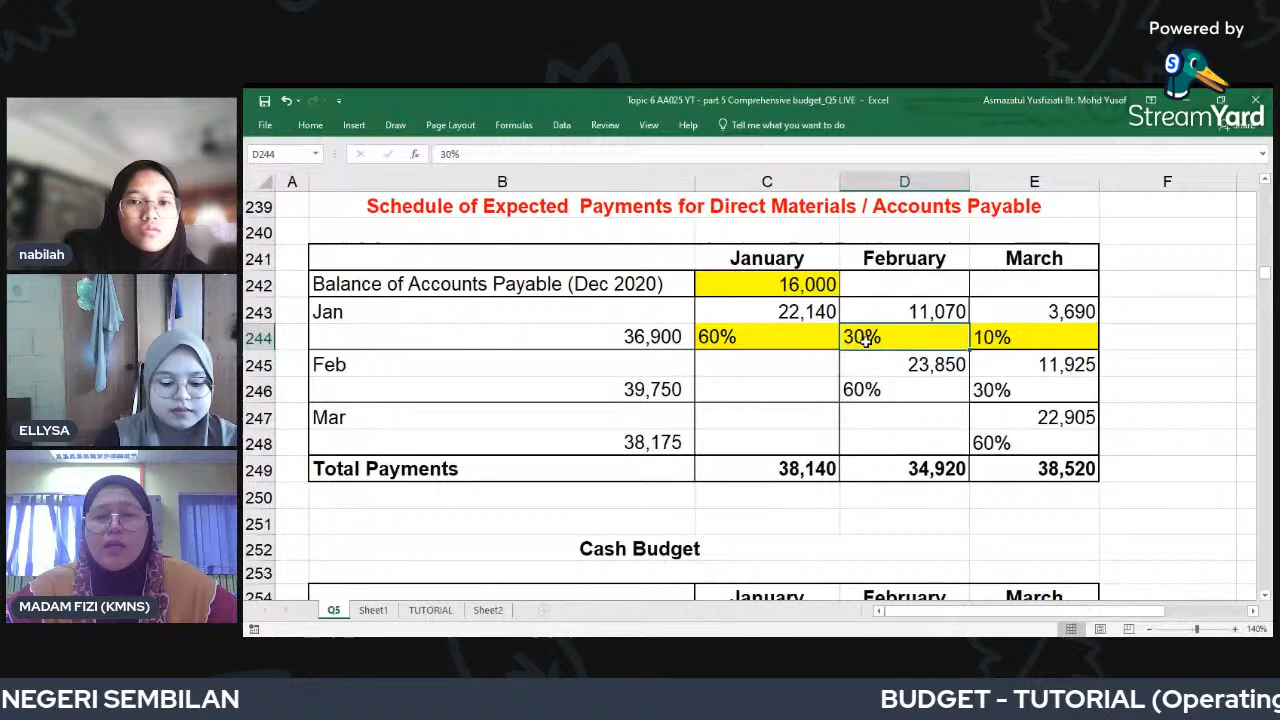 Powered by
StreamYard
Topic 6 AA025 YT - part 5 Comprehensive budget_Q5 LIVE - Excel
Asmazatul Yusfiziati Bt. Mohd Yusof
File Home Insert Draw Page Layout Formulas Data Review View Help Tell me what you want to do
D244 fx 30%
A B C D E F
239 Schedule of Expected Payments for Direct Materials / Accounts Payable
240
241 January February March
242 Balance of Accounts Payable (Dec 2020) 16,000
243 Jan 22,140 11,070 3,690
244 36,900 60% 30% 10%
245 Feb 23,850 11,925
246 39,750 60% 30%
247 Mar 22,905
248 38,175 60%
249 Total Payments 38,140 34,920 38,520
250
251
252 Cash Budget
253
254 January February March
Q5 Sheet1 TUTORIAL Sheet2
140%
nabilah
ELLYSA
MADAM FIZI (KMNS)
NEGERI SEMBILAN BUDGET - TUTORIAL (Operating